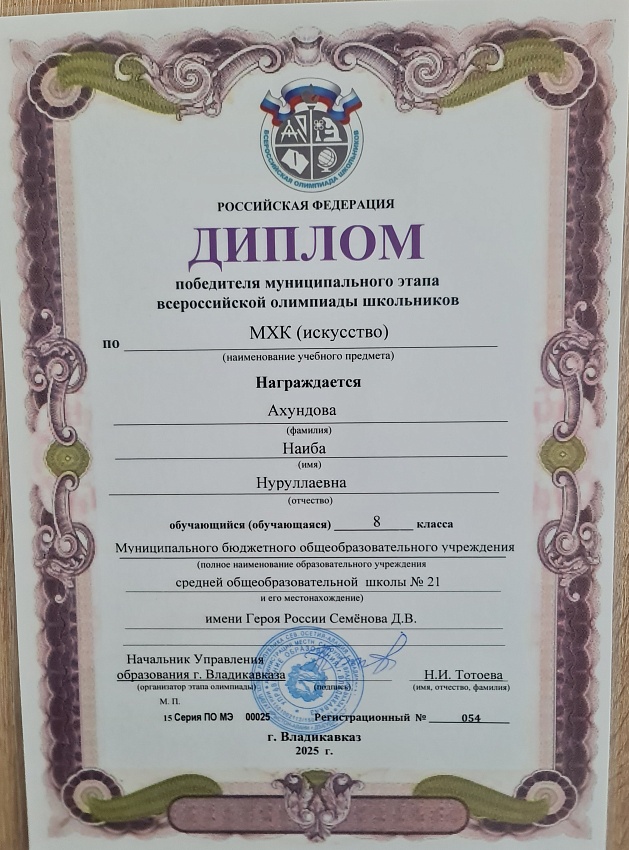 ВСЕРОССИЙСКАЯ ОЛИМПИАДА ШКОЛЬНИКОВ
РОССИЙСКАЯ ФЕДЕРАЦИЯ
ДИПЛОМ
победителя муниципального этапа
всероссийской олимпиады школьников
по МХК (искусство)
(наименование учебного предмета)
Награждается
Ахундова
(фамилия)
Наиба
(имя)
Нуруллаевна
(отчество)
обучающийся (обучающаяся) 8 класса
Муниципального бюджетного общеобразовательного учреждения
(полное наименование образовательного учреждения
средней общеобразовательной школы № 21
и его местонахождение)
имени Героя России Семёнова Д.В.
Начальник Управления
образования г. Владикавказа Н.И. Тотоева
(организатор этапа олимпиады) (подпись) (имя, отчество, фамилия)
М. П.
15 Серия ПО МЭ 00025 Регистрационный № 054
г. Владикавказ
2025 г.